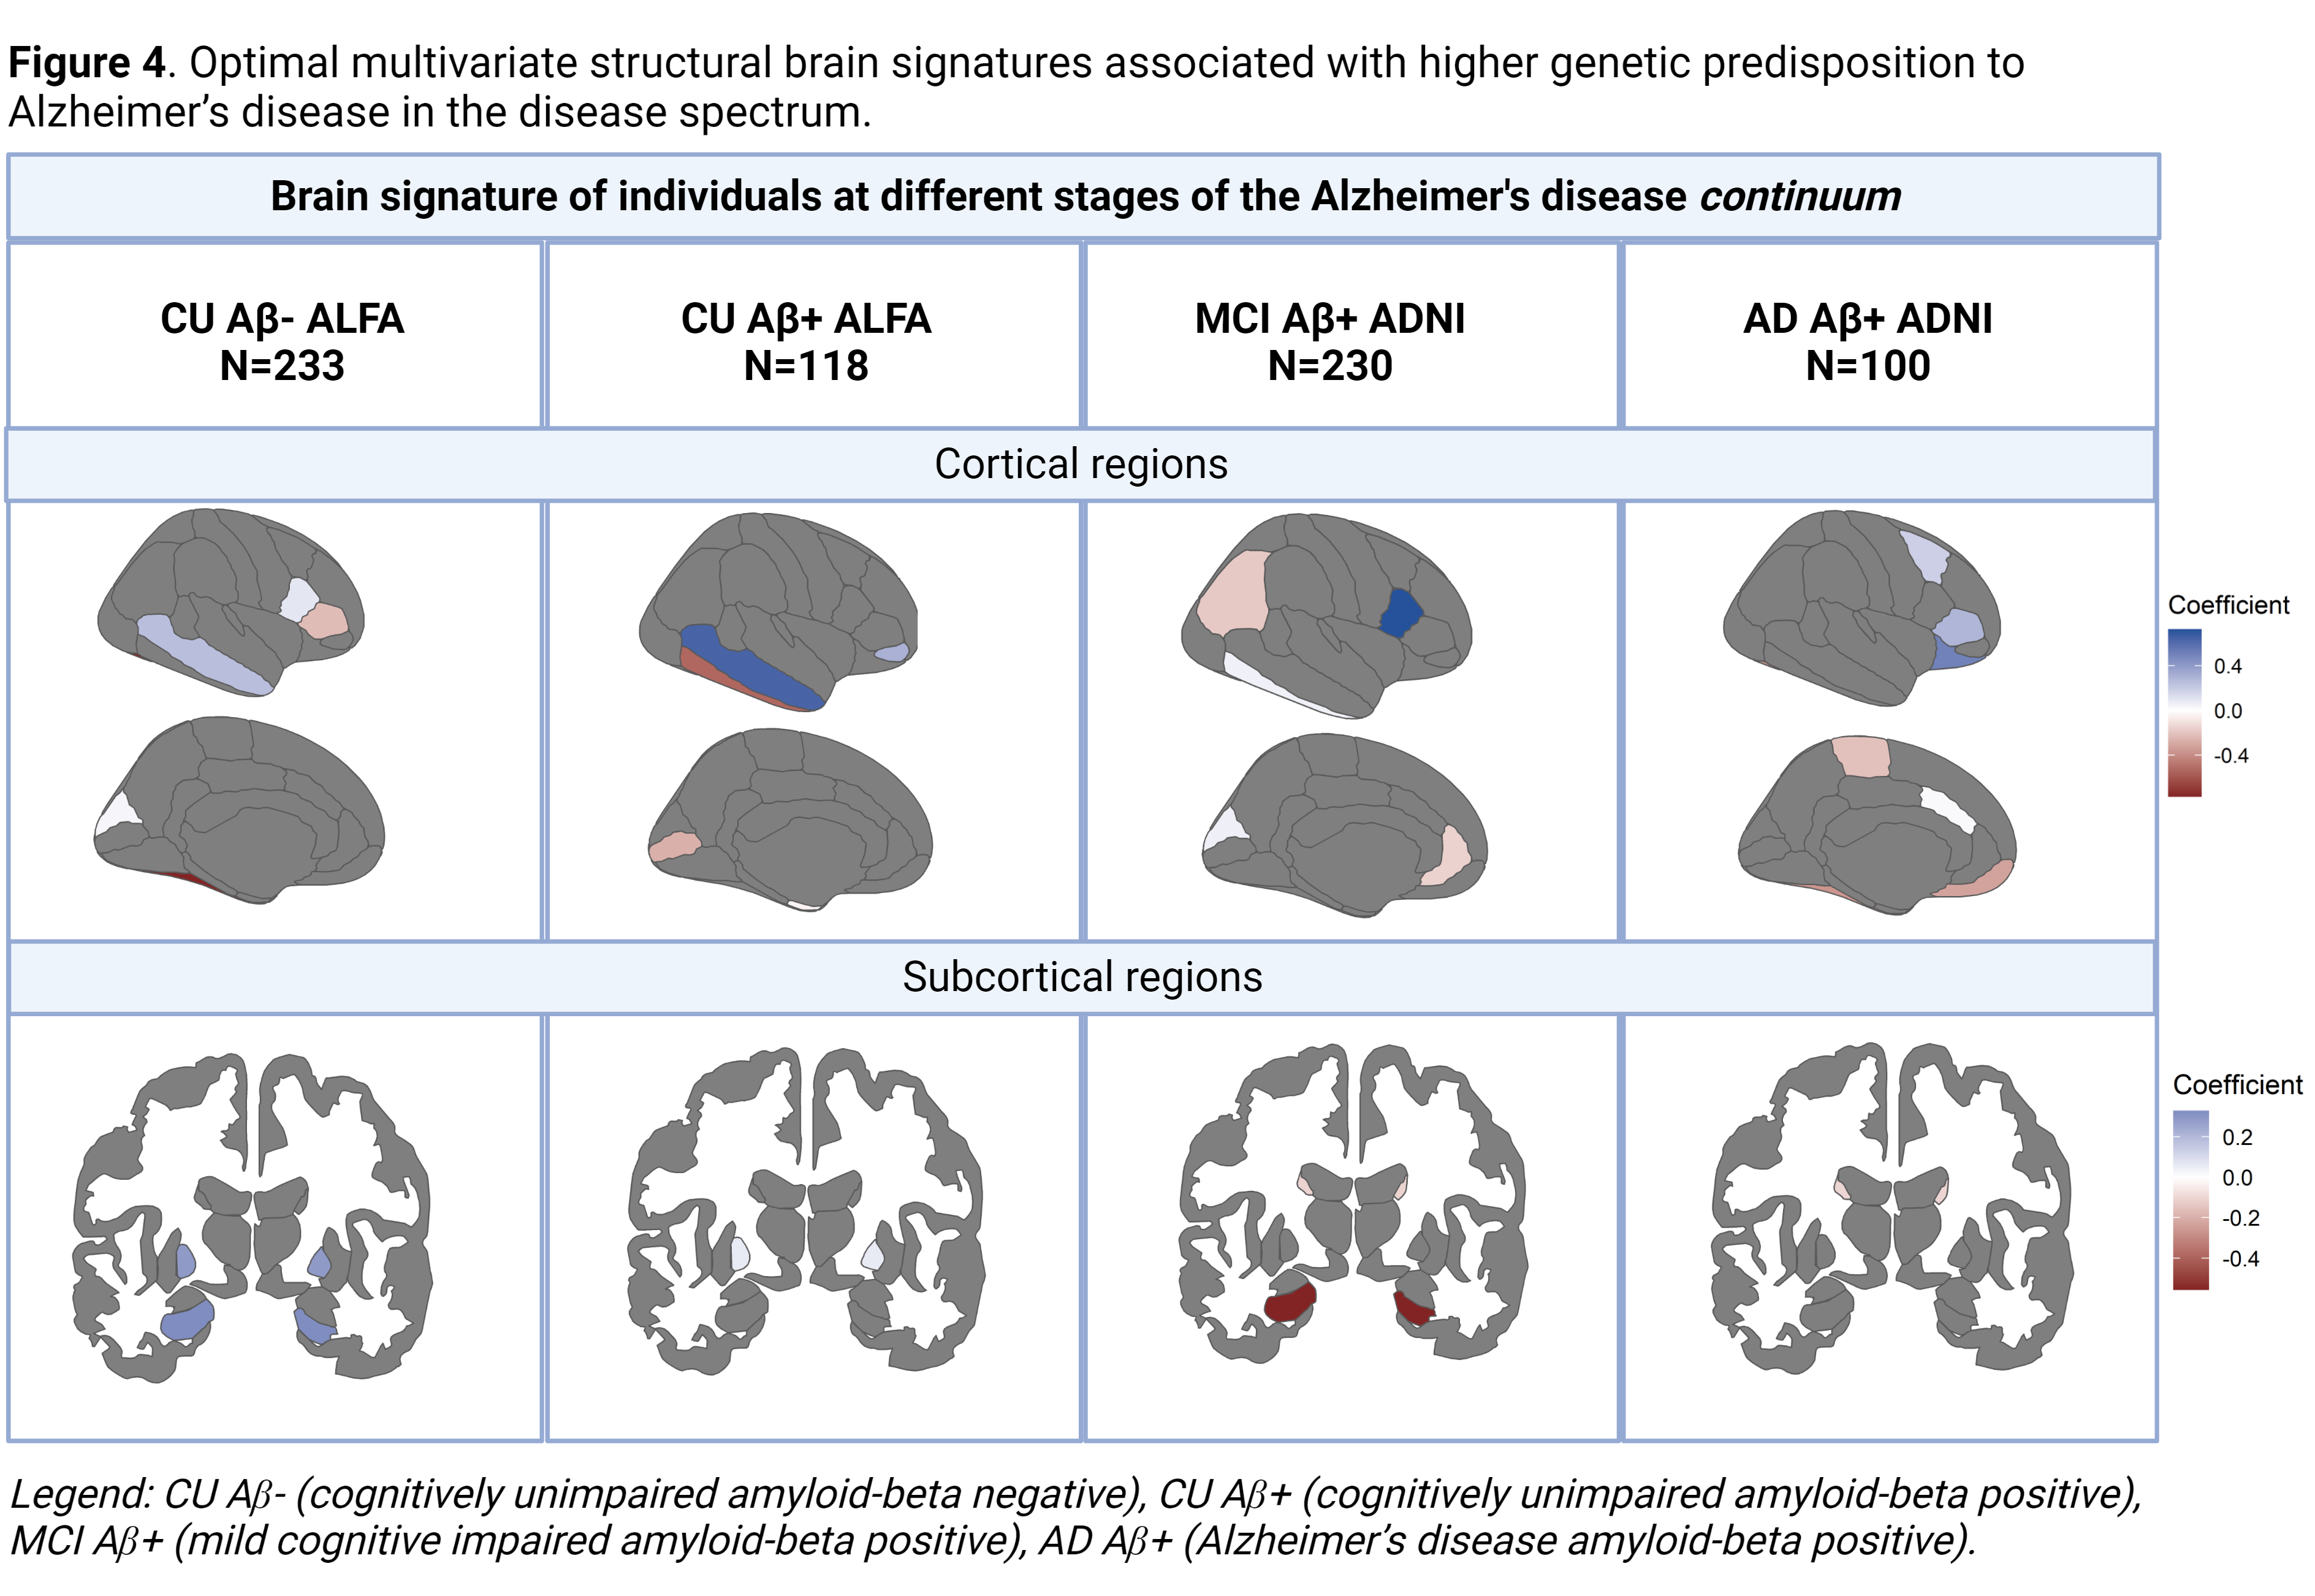 Figure 4. Optimal multivariate structural brain signatures associated with higher genetic predisposition to
Alzheimer’s disease in the disease spectrum.
Brain signature of individuals at different stages of the Alzheimer's disease continuum
CU Aβ- ALFA
N=233
CU Aβ+ ALFA
N=118
MCI Aβ+ ADNI
N=230
AD Aβ+ ADNI
N=100
Cortical regions
Coefficient
0.4
0.0
-0.4
Subcortical regions
Coefficient
0.2
0.0
-0.2
-0.4
Legend: CU Aβ- (cognitively unimpaired amyloid-beta negative), CU Aβ+ (cognitively unimpaired amyloid-beta positive),
MCI Aβ+ (mild cognitive impaired amyloid-beta positive), AD Aβ+ (Alzheimer’s disease amyloid-beta positive).